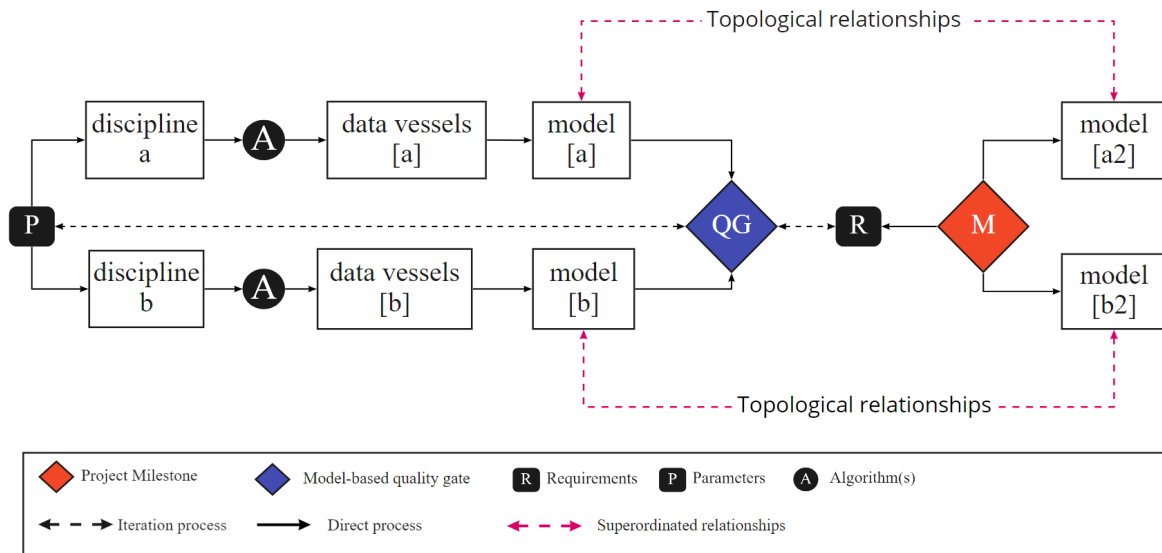 Topological relationships
discipline
a
A
data vessels
[a]
model
[a]
model
[a2]
P
QG
R
M
discipline
b
A
data vessels
[b]
model
[b]
model
[b2]
Topological relationships
Project Milestone
Model-based quality gate
R Requirements
P Parameters
A Algorithm(s)
Iteration process
Direct process
Superordinated relationships